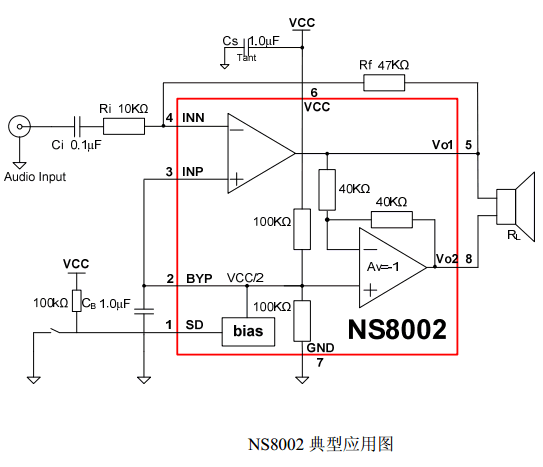 VCC
Cs 1.0μF
Tant
Rf 47KΩ
6
VCC
Ri 10KΩ
4 INN
Ci 0.1μF
Audio Input
Vo1 5
3 INP
40KΩ
40KΩ
100KΩ
RL
VCC
2 BYP VCC/2
Av=-1
Vo2 8
100kΩ
CB 1.0μF
100KΩ
1 SD
bias
NS8002
GND
7
NS8002 典型应用图